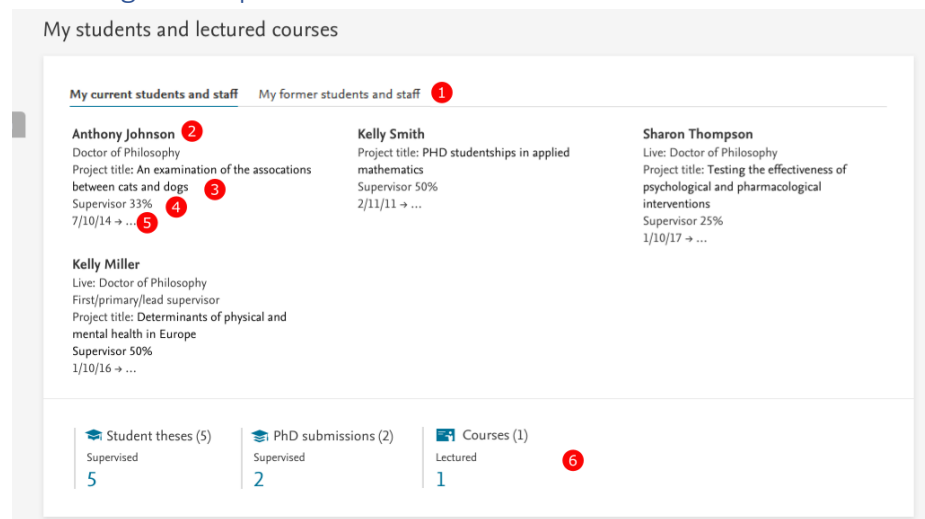 My students and lectured courses
My current students and staff My former students and staff 1
Anthony Johnson 2
Doctor of Philosophy
Project title: An examination of the assocations
between cats and dogs 3
Supervisor 33% 4
7/10/14 → ... 5
Kelly Smith
Project title: PHD studentships in applied
mathematics
Supervisor 50%
2/11/11 → ...
Sharon Thompson
Live: Doctor of Philosophy
Project title: Testing the effectiveness of
psychological and pharmacological
interventions
Supervisor 25%
1/10/17 → ...
Kelly Miller
Live: Doctor of Philosophy
First/primary/lead supervisor
Project title: Determinants of physical and
mental health in Europe
Supervisor 50%
1/10/16 → ...
Student theses (5)
Supervised
5
PhD submissions (2)
Supervised
2
Courses (1)
Lectured
1
6